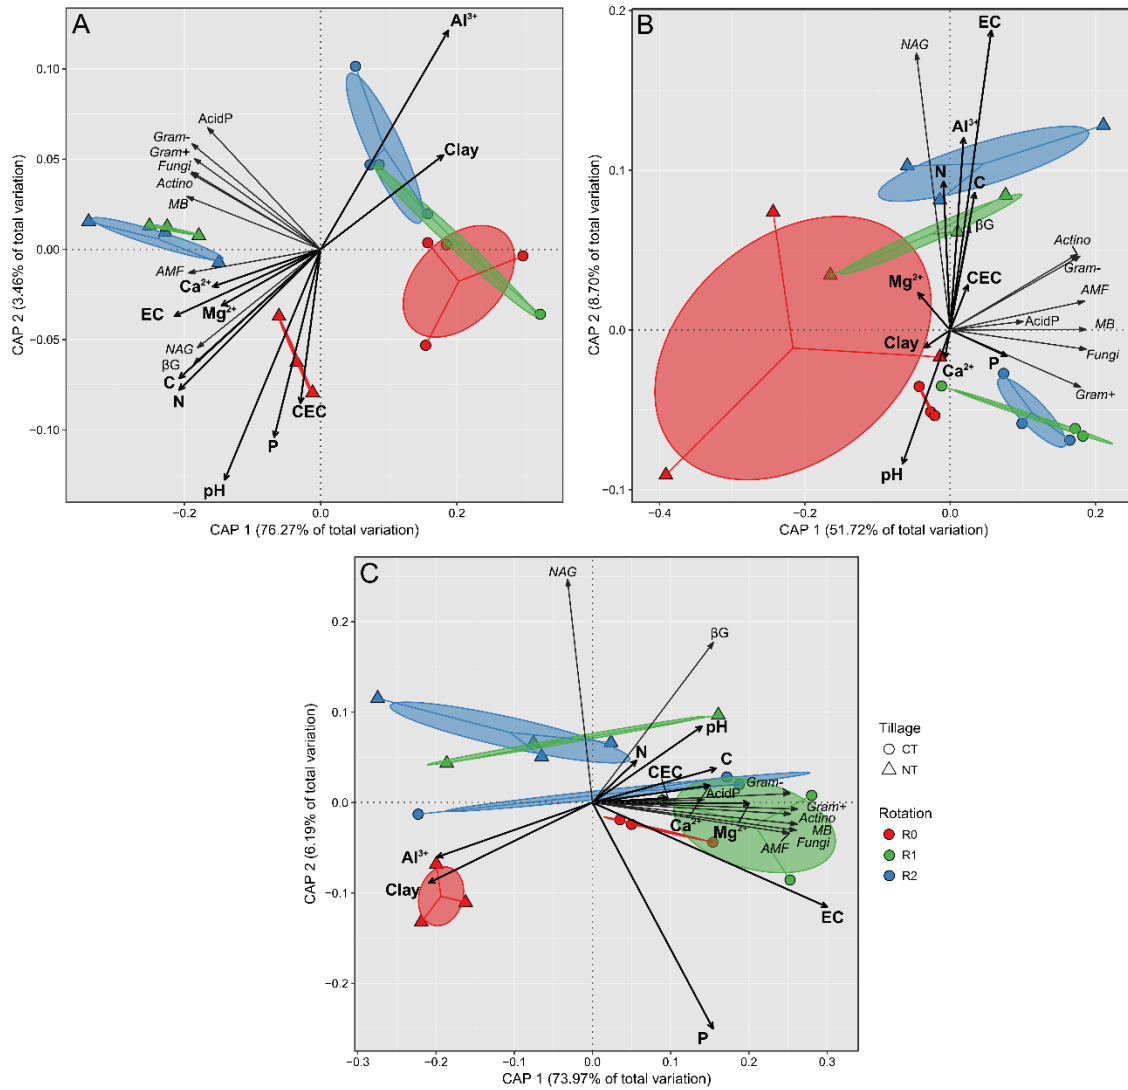 A
Al³⁺
0.10
AcidP
Gram-
Gram+
Clay
0.05
Fungi
Actino
MB
0.00
AMF
Ca²⁺
EC
Mg²⁺
−0.05
NAG
βG
C
N
CEC
−0.10
P
pH
−0.2
0.0
0.2
CAP 1 (76.27% of total variation)
CAP 2 (3.46% of total variation)
B
EC
0.2
NAG
Al³⁺
0.1
N
C
βG
Actino
Gram-
Mg²⁺
CEC
AMF
AcidP
MB
0.0
Clay
Ca²⁺
P
Fungi
Gram+
pH
−0.1
−0.4
−0.2
0.0
0.2
CAP 1 (51.72% of total variation)
CAP 2 (8.70% of total variation)
C
NAG
0.2
βG
0.1
pH
N
C
CEC
Gram-
AcidP
0.0
Gram+
Ca²⁺
Mg²⁺
Actino
MB
AMF
Fungi
Al³⁺
Clay
−0.1
EC
−0.2
P
−0.3
−0.2
−0.1
0.0
0.1
0.2
0.3
CAP 1 (73.97% of total variation)
CAP 2 (6.19% of total variation)
Tillage
CT
NT
Rotation
R0
R1
R2